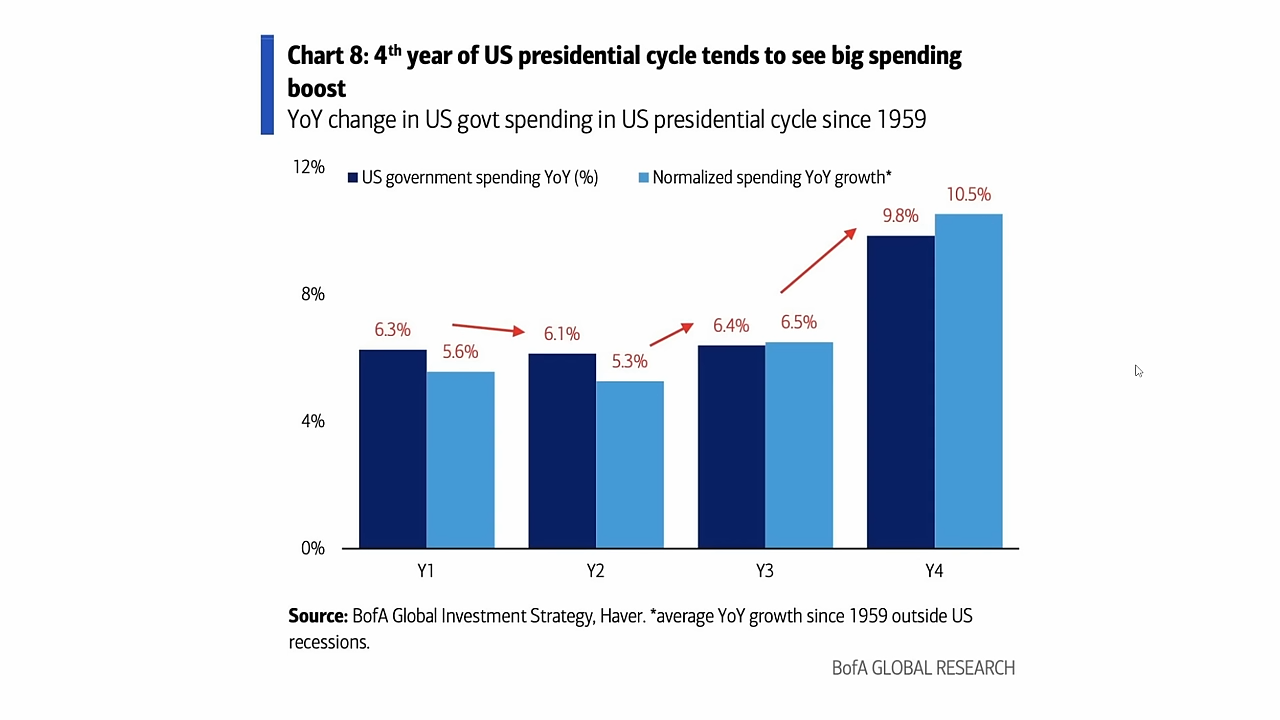 Chart 8: 4th year of US presidential cycle tends to see big spending
boost
YoY change in US govt spending in US presidential cycle since 1959
12%
US government spending YoY (%)
Normalized spending YoY growth*
10.5%
9.8%
8%
6.3%
5.6%
6.1%
5.3%
6.4%
6.5%
4%
0%
Y1
Y2
Y3
Y4
Source: BofA Global Investment Strategy, Haver. *average YoY growth since 1959 outside US
recessions.
BofA GLOBAL RESEARCH